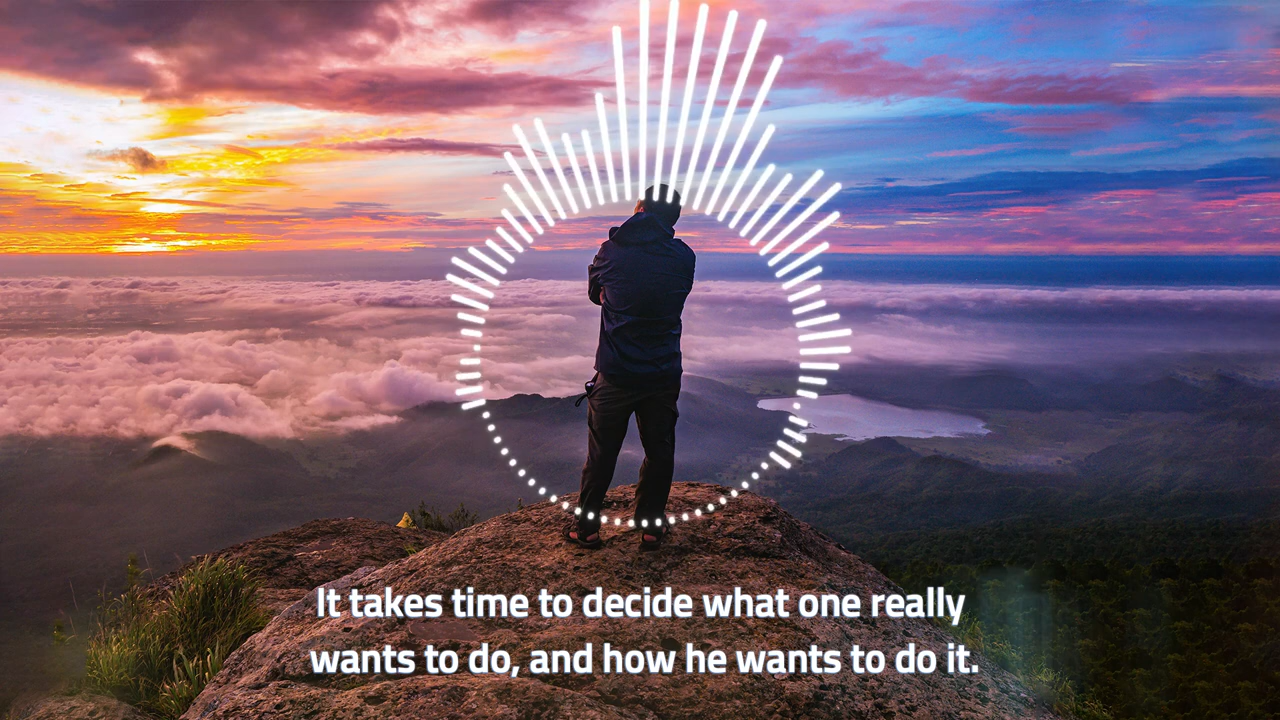 It takes time to decide what one really
wants to do, and how he wants to do it.